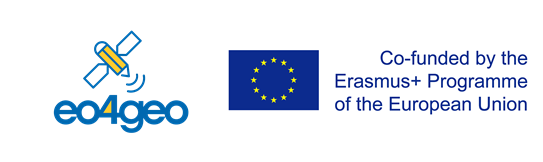 eo4geo
Co-funded by the
Erasmus+ Programme
of the European Union